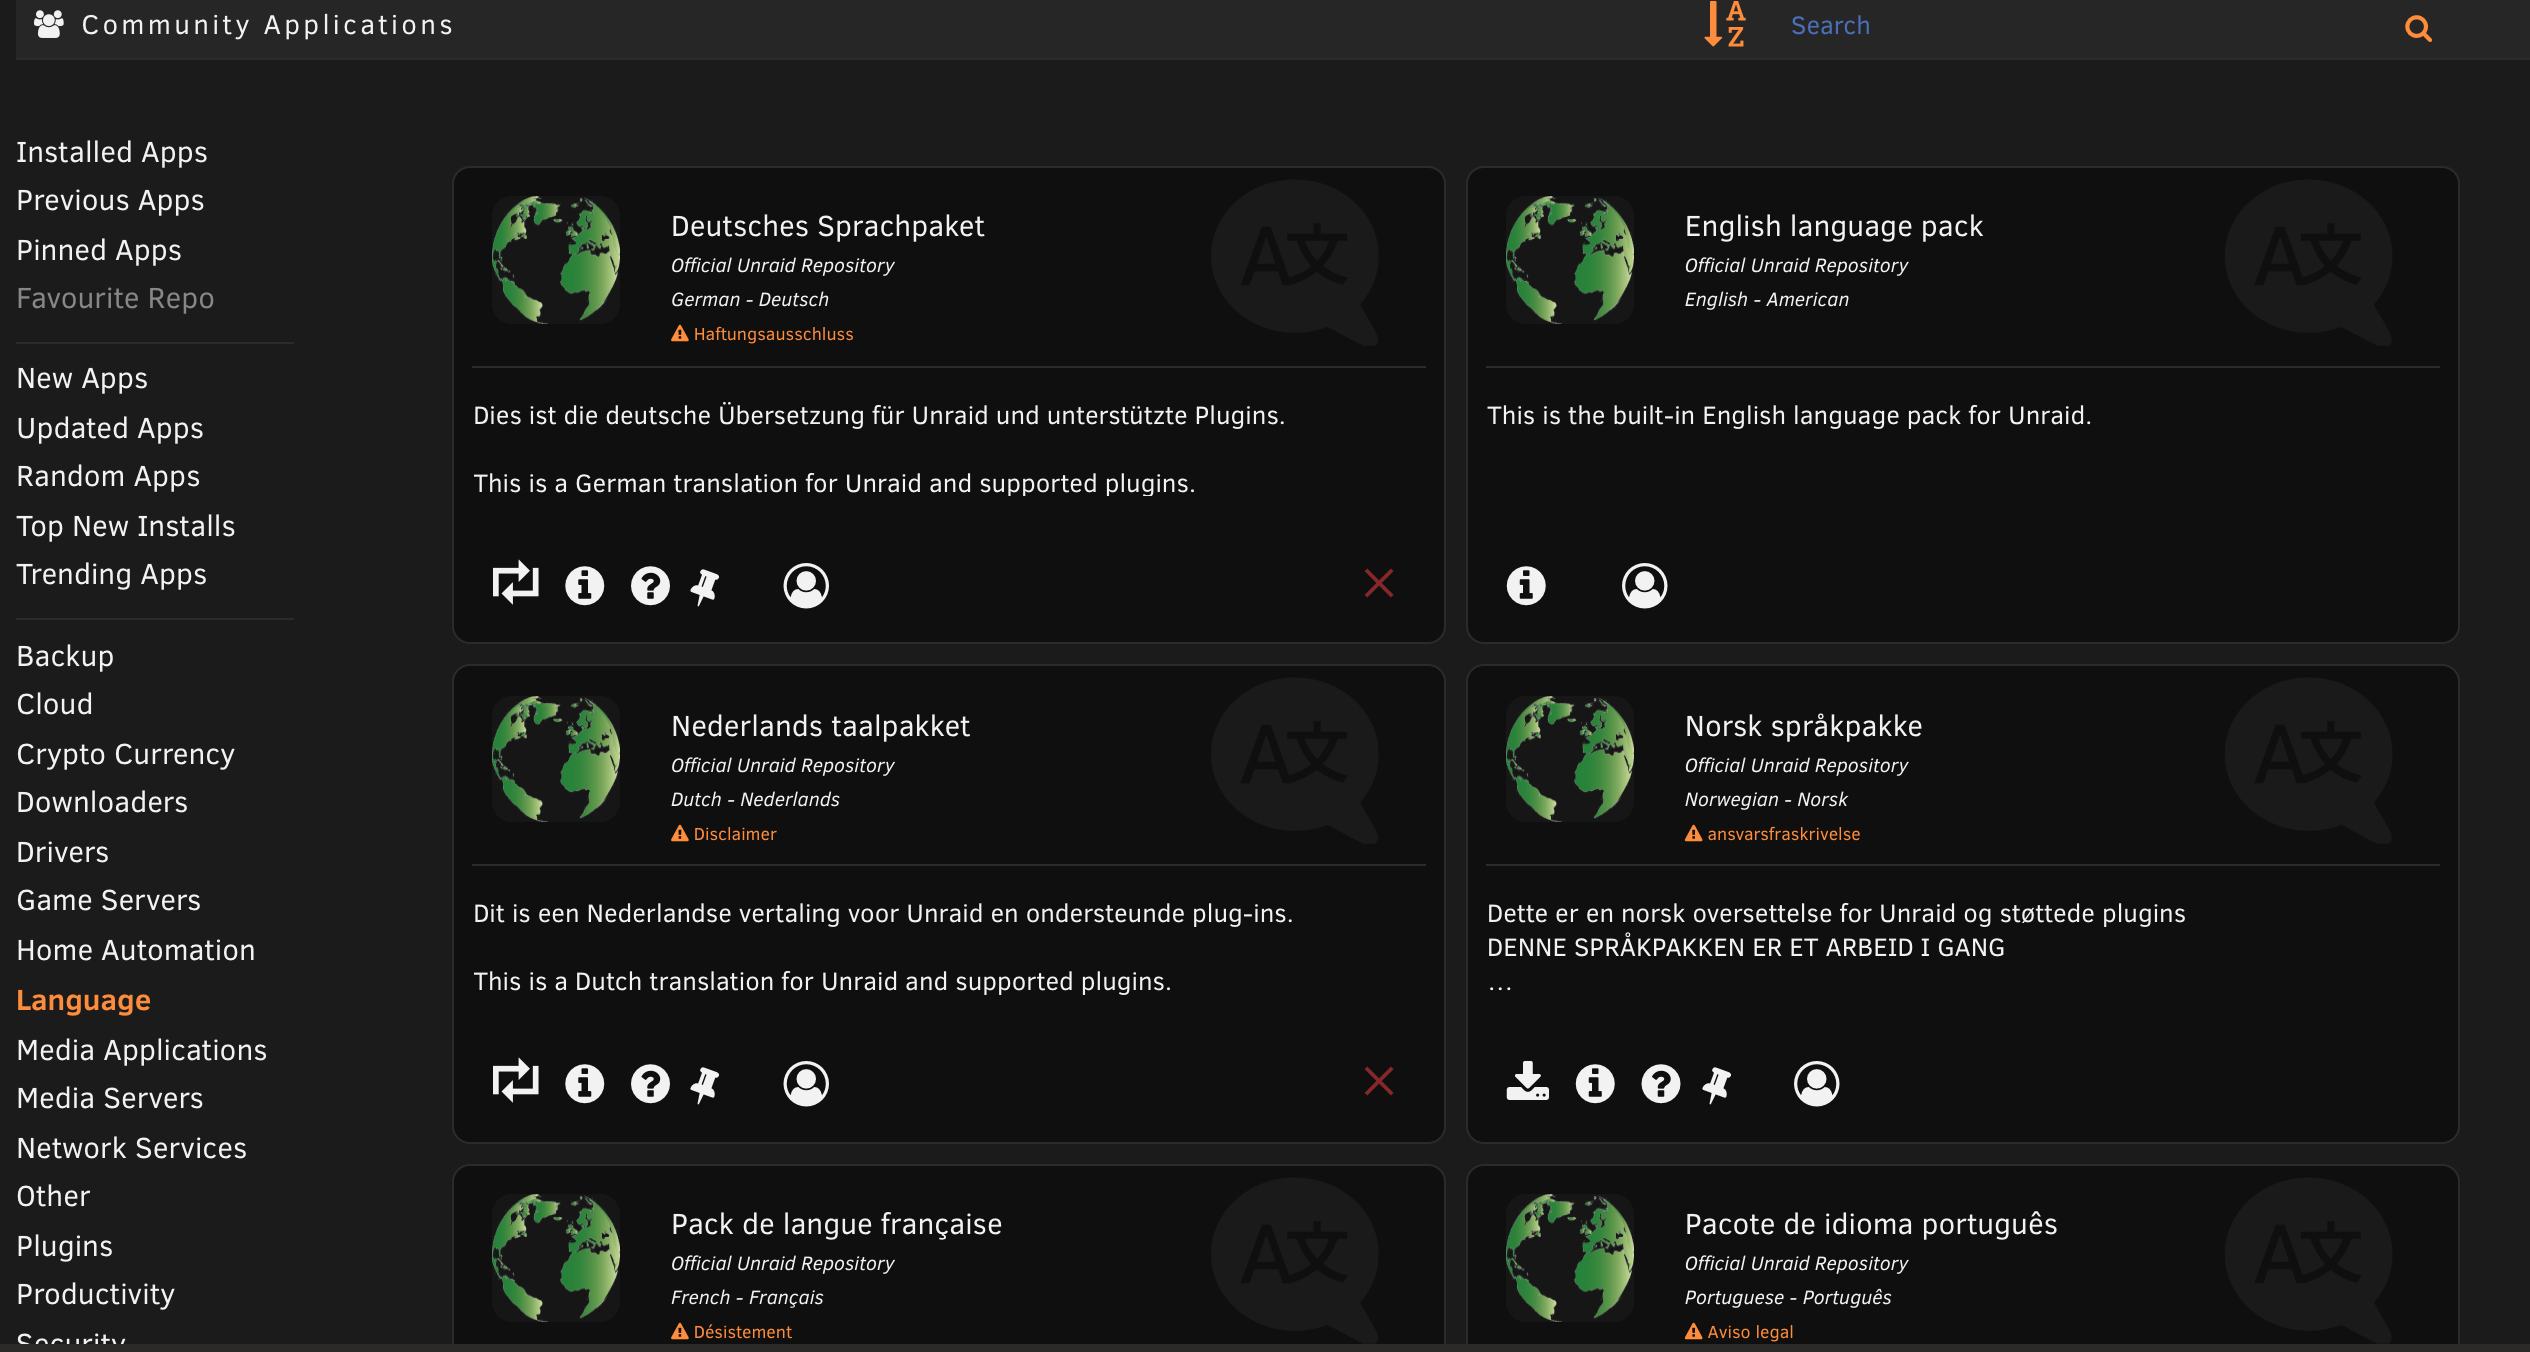 Community Applications
Search
Installed Apps
Previous Apps
Pinned Apps
Favourite Repo
New Apps
Updated Apps
Random Apps
Top New Installs
Trending Apps
Backup
Cloud
Crypto Currency
Downloaders
Drivers
Game Servers
Home Automation
Language
Media Applications
Media Servers
Network Services
Other
Plugins
Productivity
Security
Deutsches Sprachpaket
Official Unraid Repository
German - Deutsch
Haftungsausschluss
Dies ist die deutsche Übersetzung für Unraid und unterstützte Plugins.
This is a German translation for Unraid and supported plugins.
English language pack
Official Unraid Repository
English - American
This is the built-in English language pack for Unraid.
Nederlands taalpakket
Official Unraid Repository
Dutch - Nederlands
Disclaimer
Dit is een Nederlandse vertaling voor Unraid en ondersteunde plug-ins.
This is a Dutch translation for Unraid and supported plugins.
Norsk språkpakke
Official Unraid Repository
Norwegian - Norsk
ansvarsfraskrivelse
Dette er en norsk oversettelse for Unraid og støttede plugins
DENNE SPRÅKPAKKEN ER ET ARBEID I GANG
...
Pack de langue française
Official Unraid Repository
French - Français
Désistement
Pacote de idioma português
Official Unraid Repository
Portuguese - Português
Aviso legal